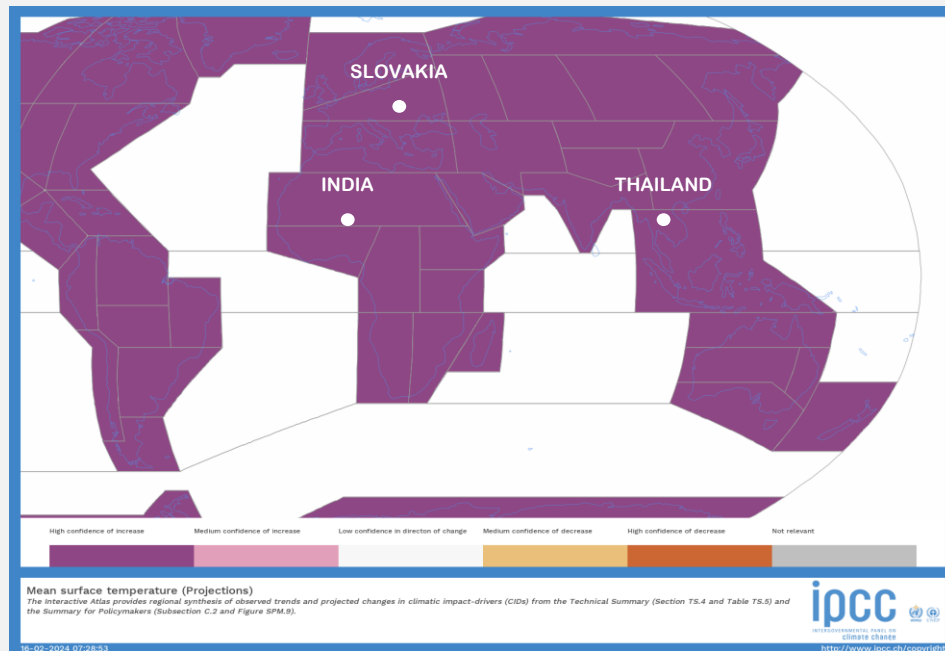 SLOVAKIA
INDIA
THAILAND
High confidence of increase
Medium confidence of increase
Low confidence in directon of change
Medium confidence of decrease
High confidence of decrease
Not relevant
Mean surface temperature (Projections)
The Interactive Atlas provides regional synthesis of observed trends and projected changes in climatic impact-drivers (CIDs) from the Technical Summary (Section TS.4 and Table TS.5) and
the Summary for Policymakers (Subsection C.2 and Figure SPM.9).
ipcc
INTERGOVERNMENTAL PANEL ON
climate change
16-02-2024 07:28:53
http://www.ipcc.ch/copyright